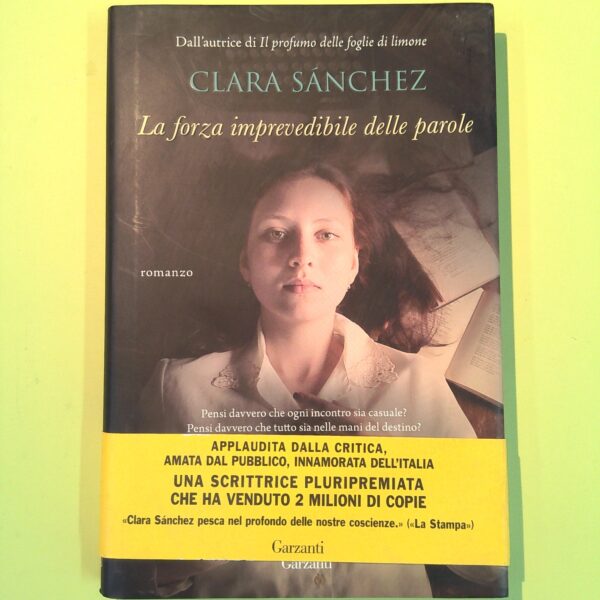 Dall'autrice di Il profumo delle foglie di limone
CLARA SÁNCHEZ
La forza imprevedibile delle parole
romanzo
Pensi davvero che ogni incontro sia casuale?
Pensi davvero che tutto sia nelle mani del destino?
APPLAUDITA DALLA CRITICA,
AMATA DAL PUBBLICO, INNAMORATA DELL'ITALIA
UNA SCRITTRICE PLURIPREMIATA
CHE HA VENDUTO 2 MILIONI DI COPIE
«Clara Sánchez pesca nel profondo delle nostre coscienze.» («La Stampa»)
Garzanti
Garzanti